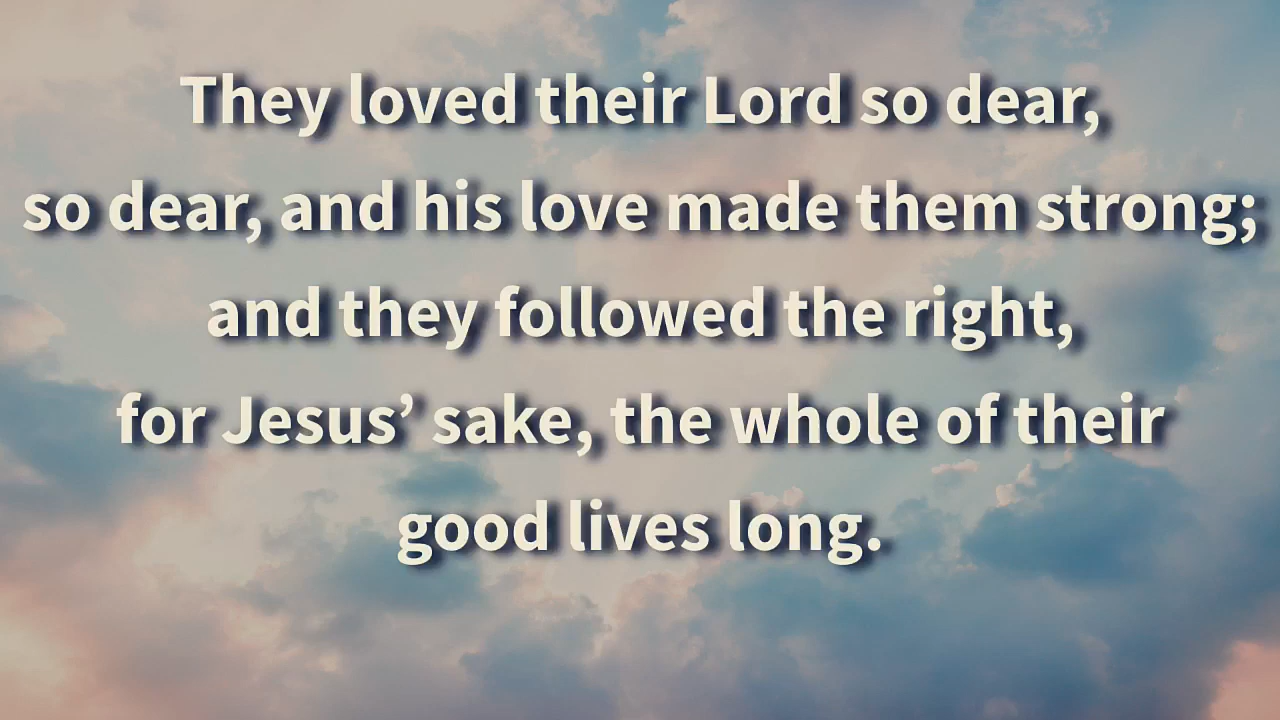 They loved their Lord so dear,
so dear, and his love made them strong;
and they followed the right,
for Jesus’ sake, the whole of their
good lives long.